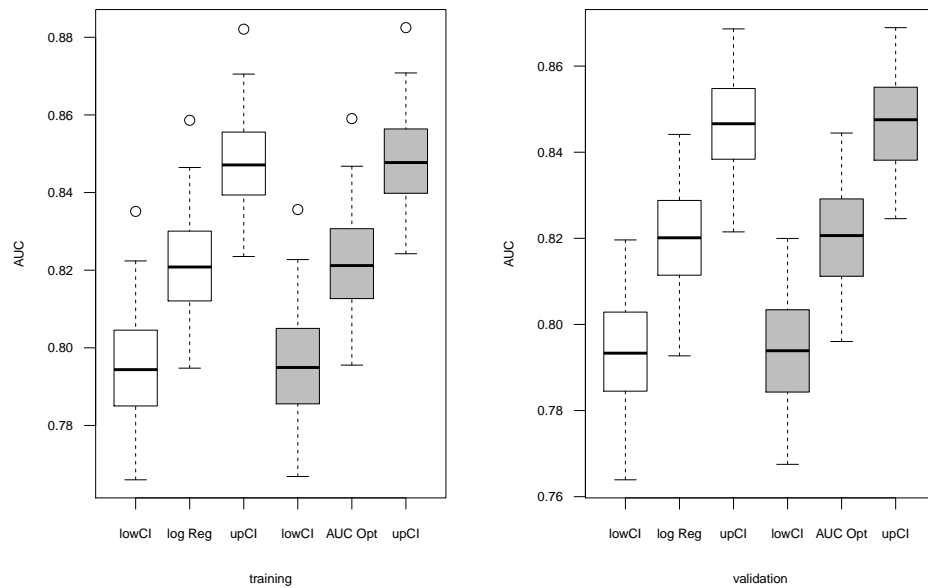 AUC
0.88
0.86
0.84
0.82
0.80
0.78
lowCI log Reg upCI lowCI AUC Opt upCI
training
AUC
0.86
0.84
0.82
0.80
0.78
0.76
lowCI log Reg upCI lowCI AUC Opt upCI
validation